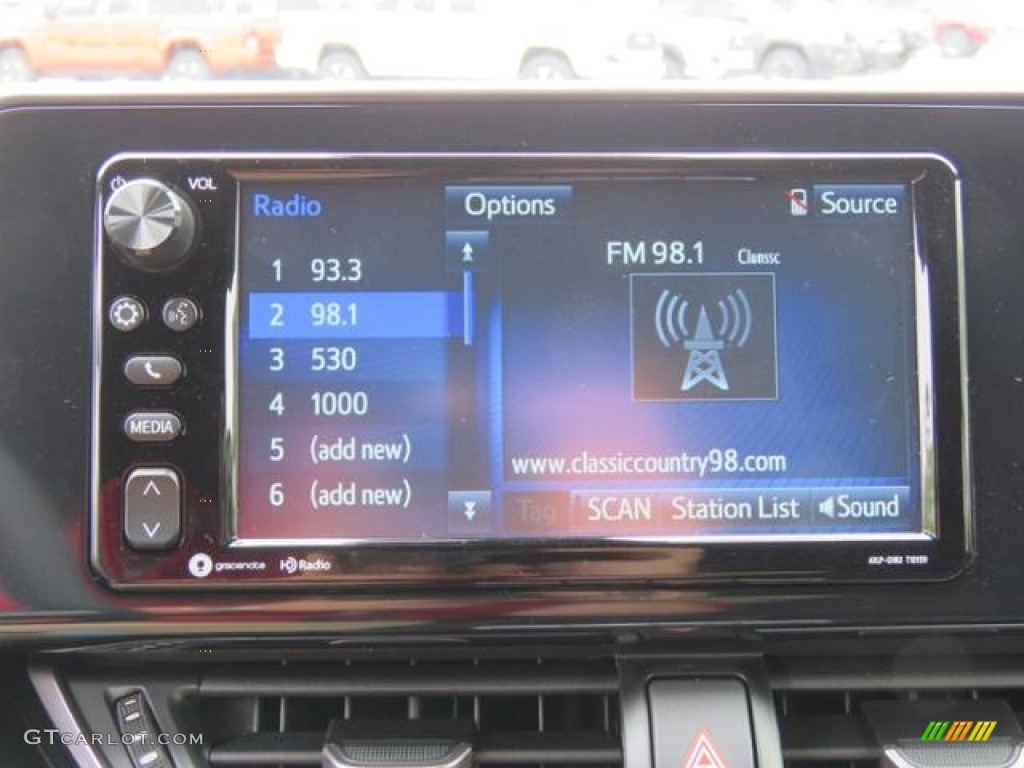 VOL
Radio
Options
Source
1 93.3
2 98.1
3 530
4 1000
5 (add new)
6 (add new)
FM 98.1
www.classiccountry98.com
Tag
SCAN
Station List
Sound
MEDIA
gracenote
HD Radio
GTCARLOT.COM